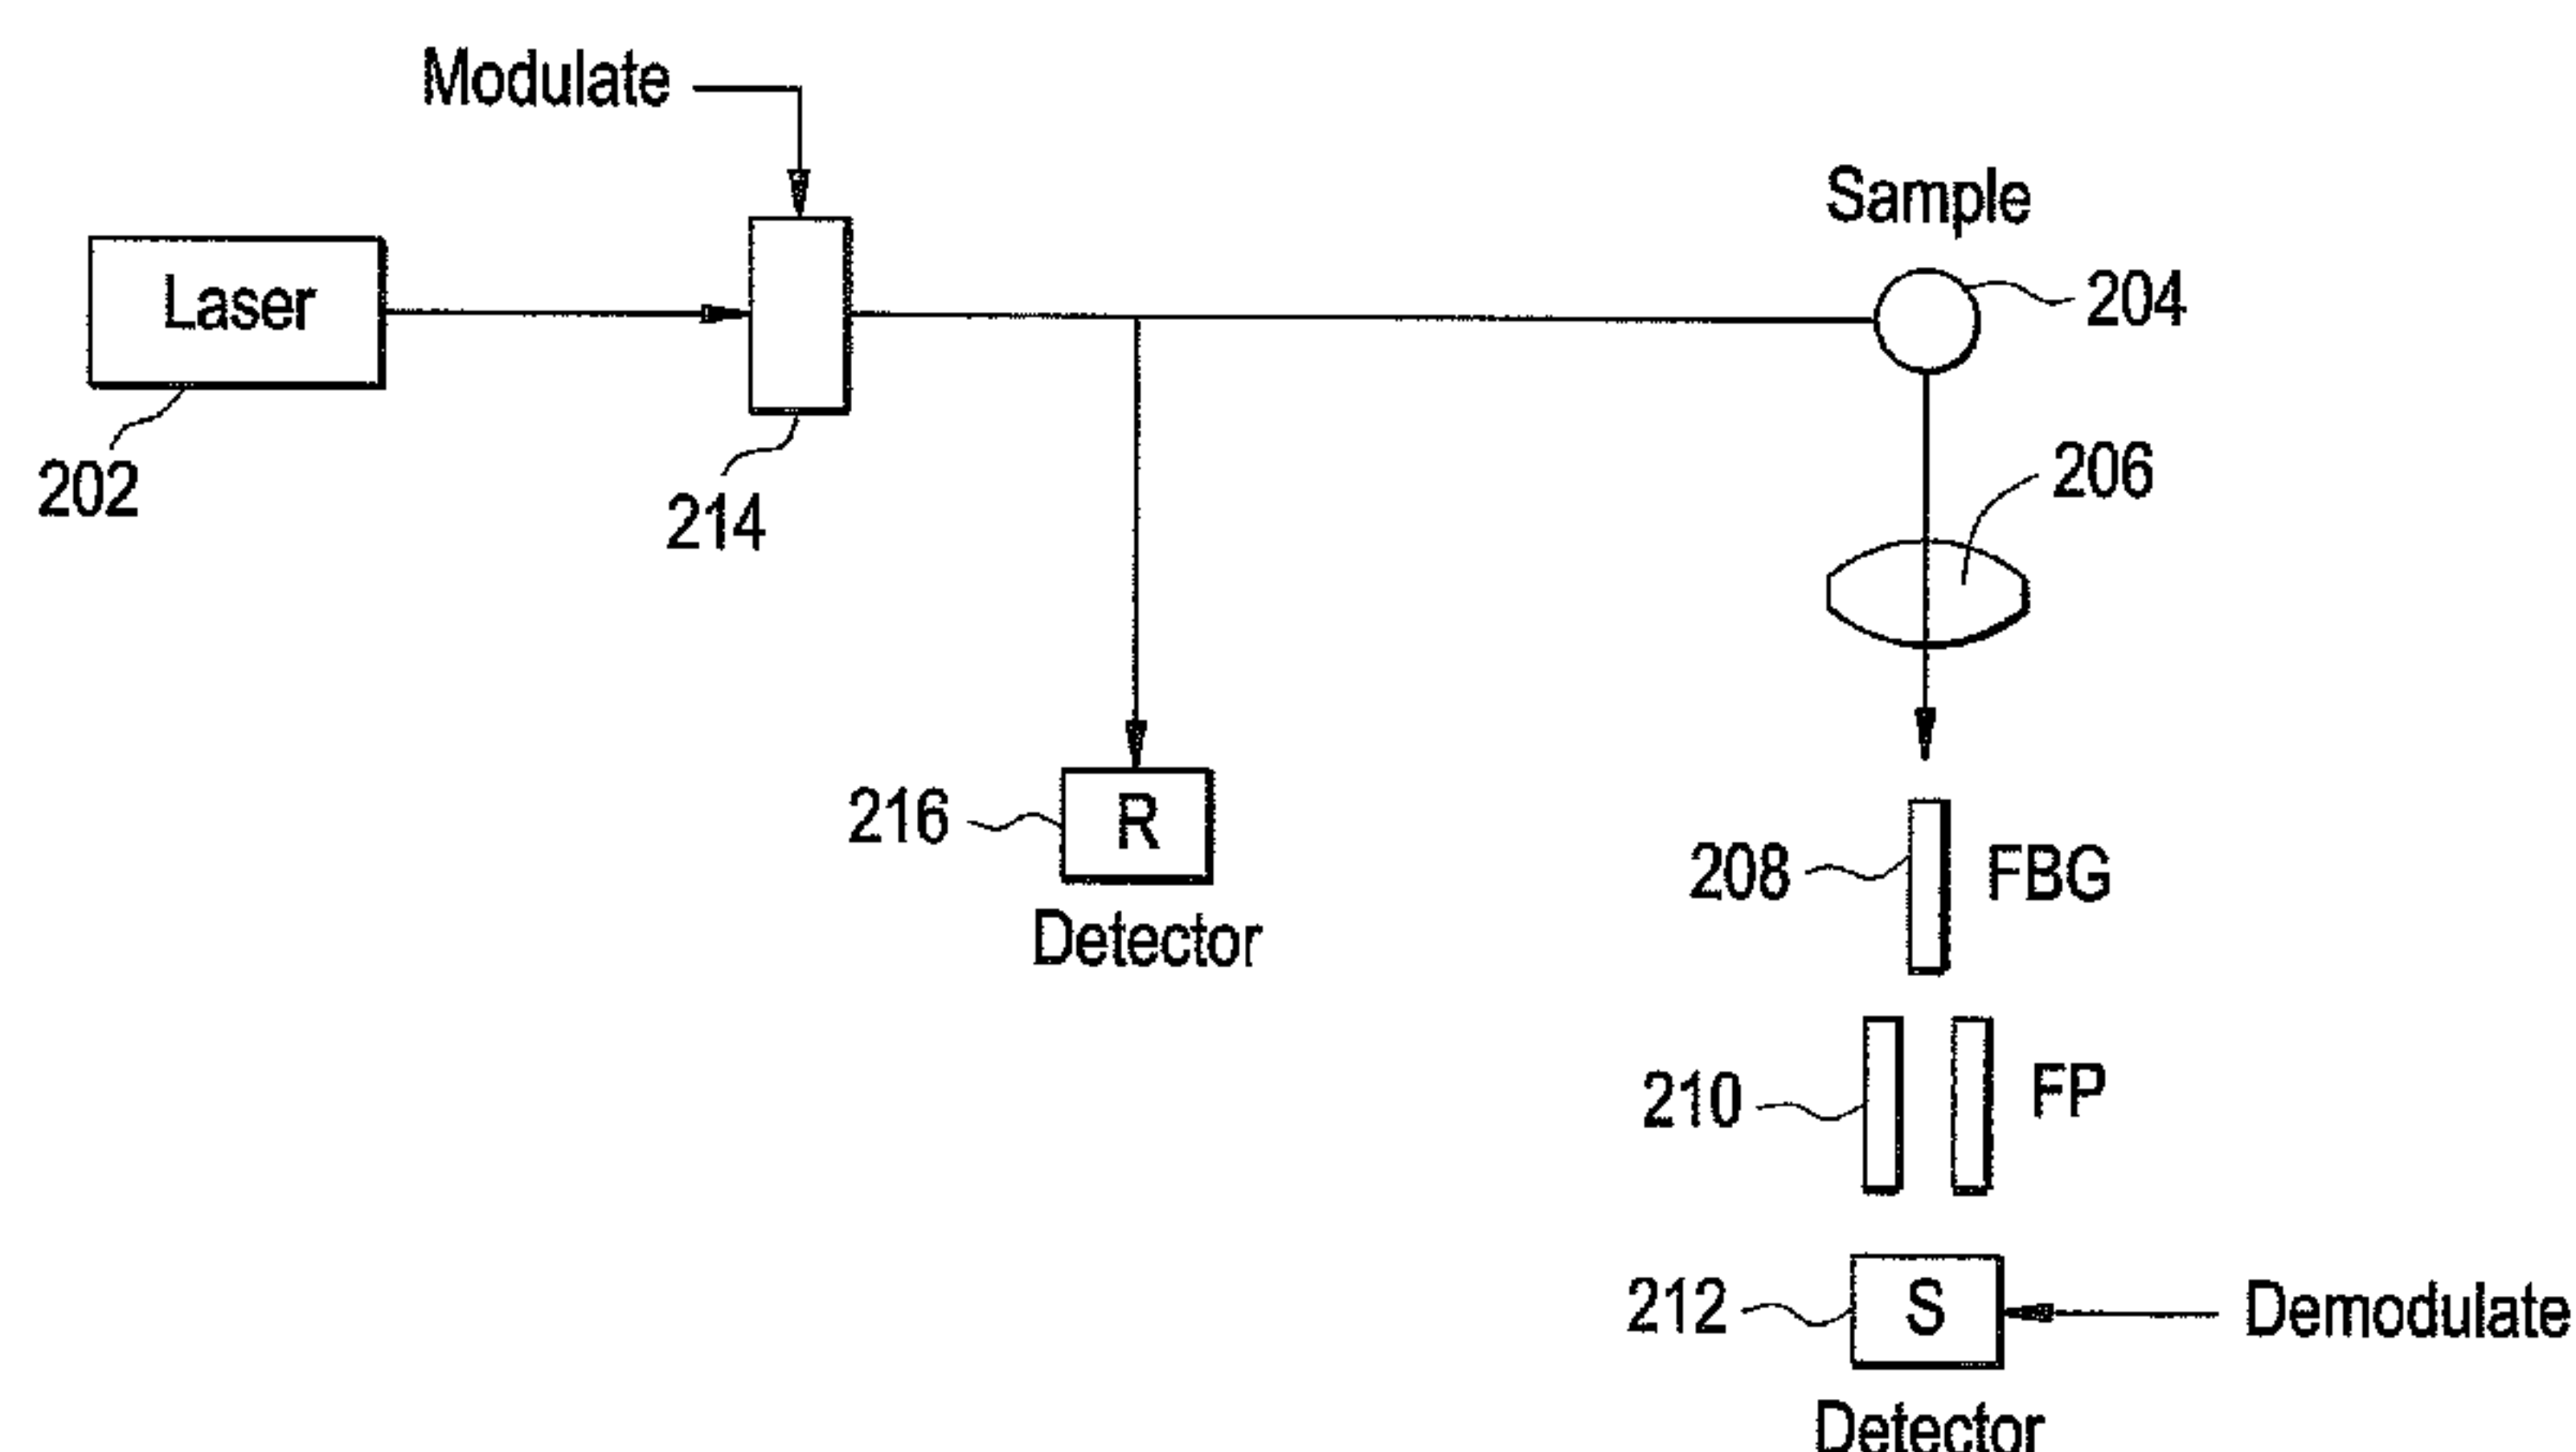 Modulate
Sample
Laser
204
202
214
206
216
R
Detector
208
FBG
210
FP
212
S
Demodulate
Detector